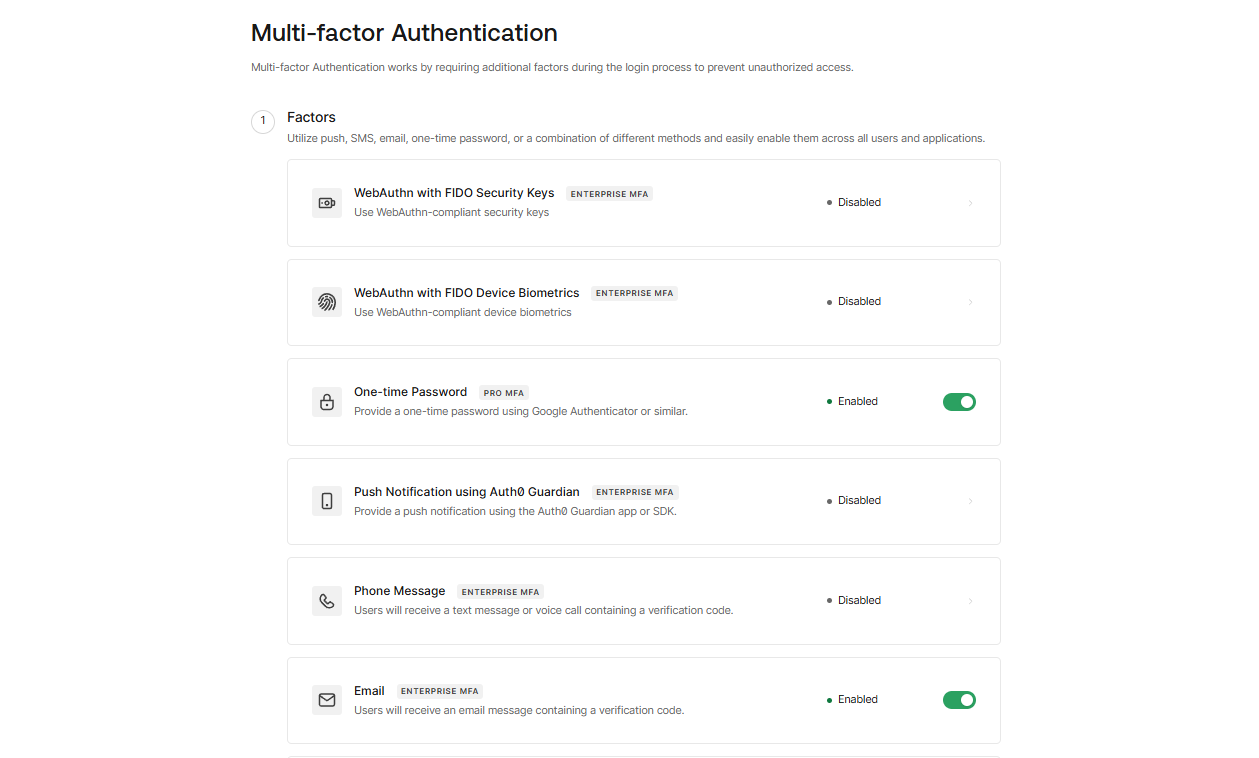 Multi-factor Authentication
Multi-factor Authentication works by requiring additional factors during the login process to prevent unauthorized access.
1
Factors
Utilize push, SMS, email, one-time password, or a combination of different methods and easily enable them across all users and applications.
WebAuthn with FIDO Security Keys ENTERPRISE MFA
Use WebAuthn-compliant security keys
Disabled
WebAuthn with FIDO Device Biometrics ENTERPRISE MFA
Use WebAuthn-compliant device biometrics
Disabled
One-time Password PRO MFA
Provide a one-time password using Google Authenticator or similar.
Enabled
Push Notification using Auth0 Guardian ENTERPRISE MFA
Provide a push notification using the Auth0 Guardian app or SDK.
Disabled
Phone Message ENTERPRISE MFA
Users will receive a text message or voice call containing a verification code.
Disabled
Email ENTERPRISE MFA
Users will receive an email message containing a verification code.
Enabled